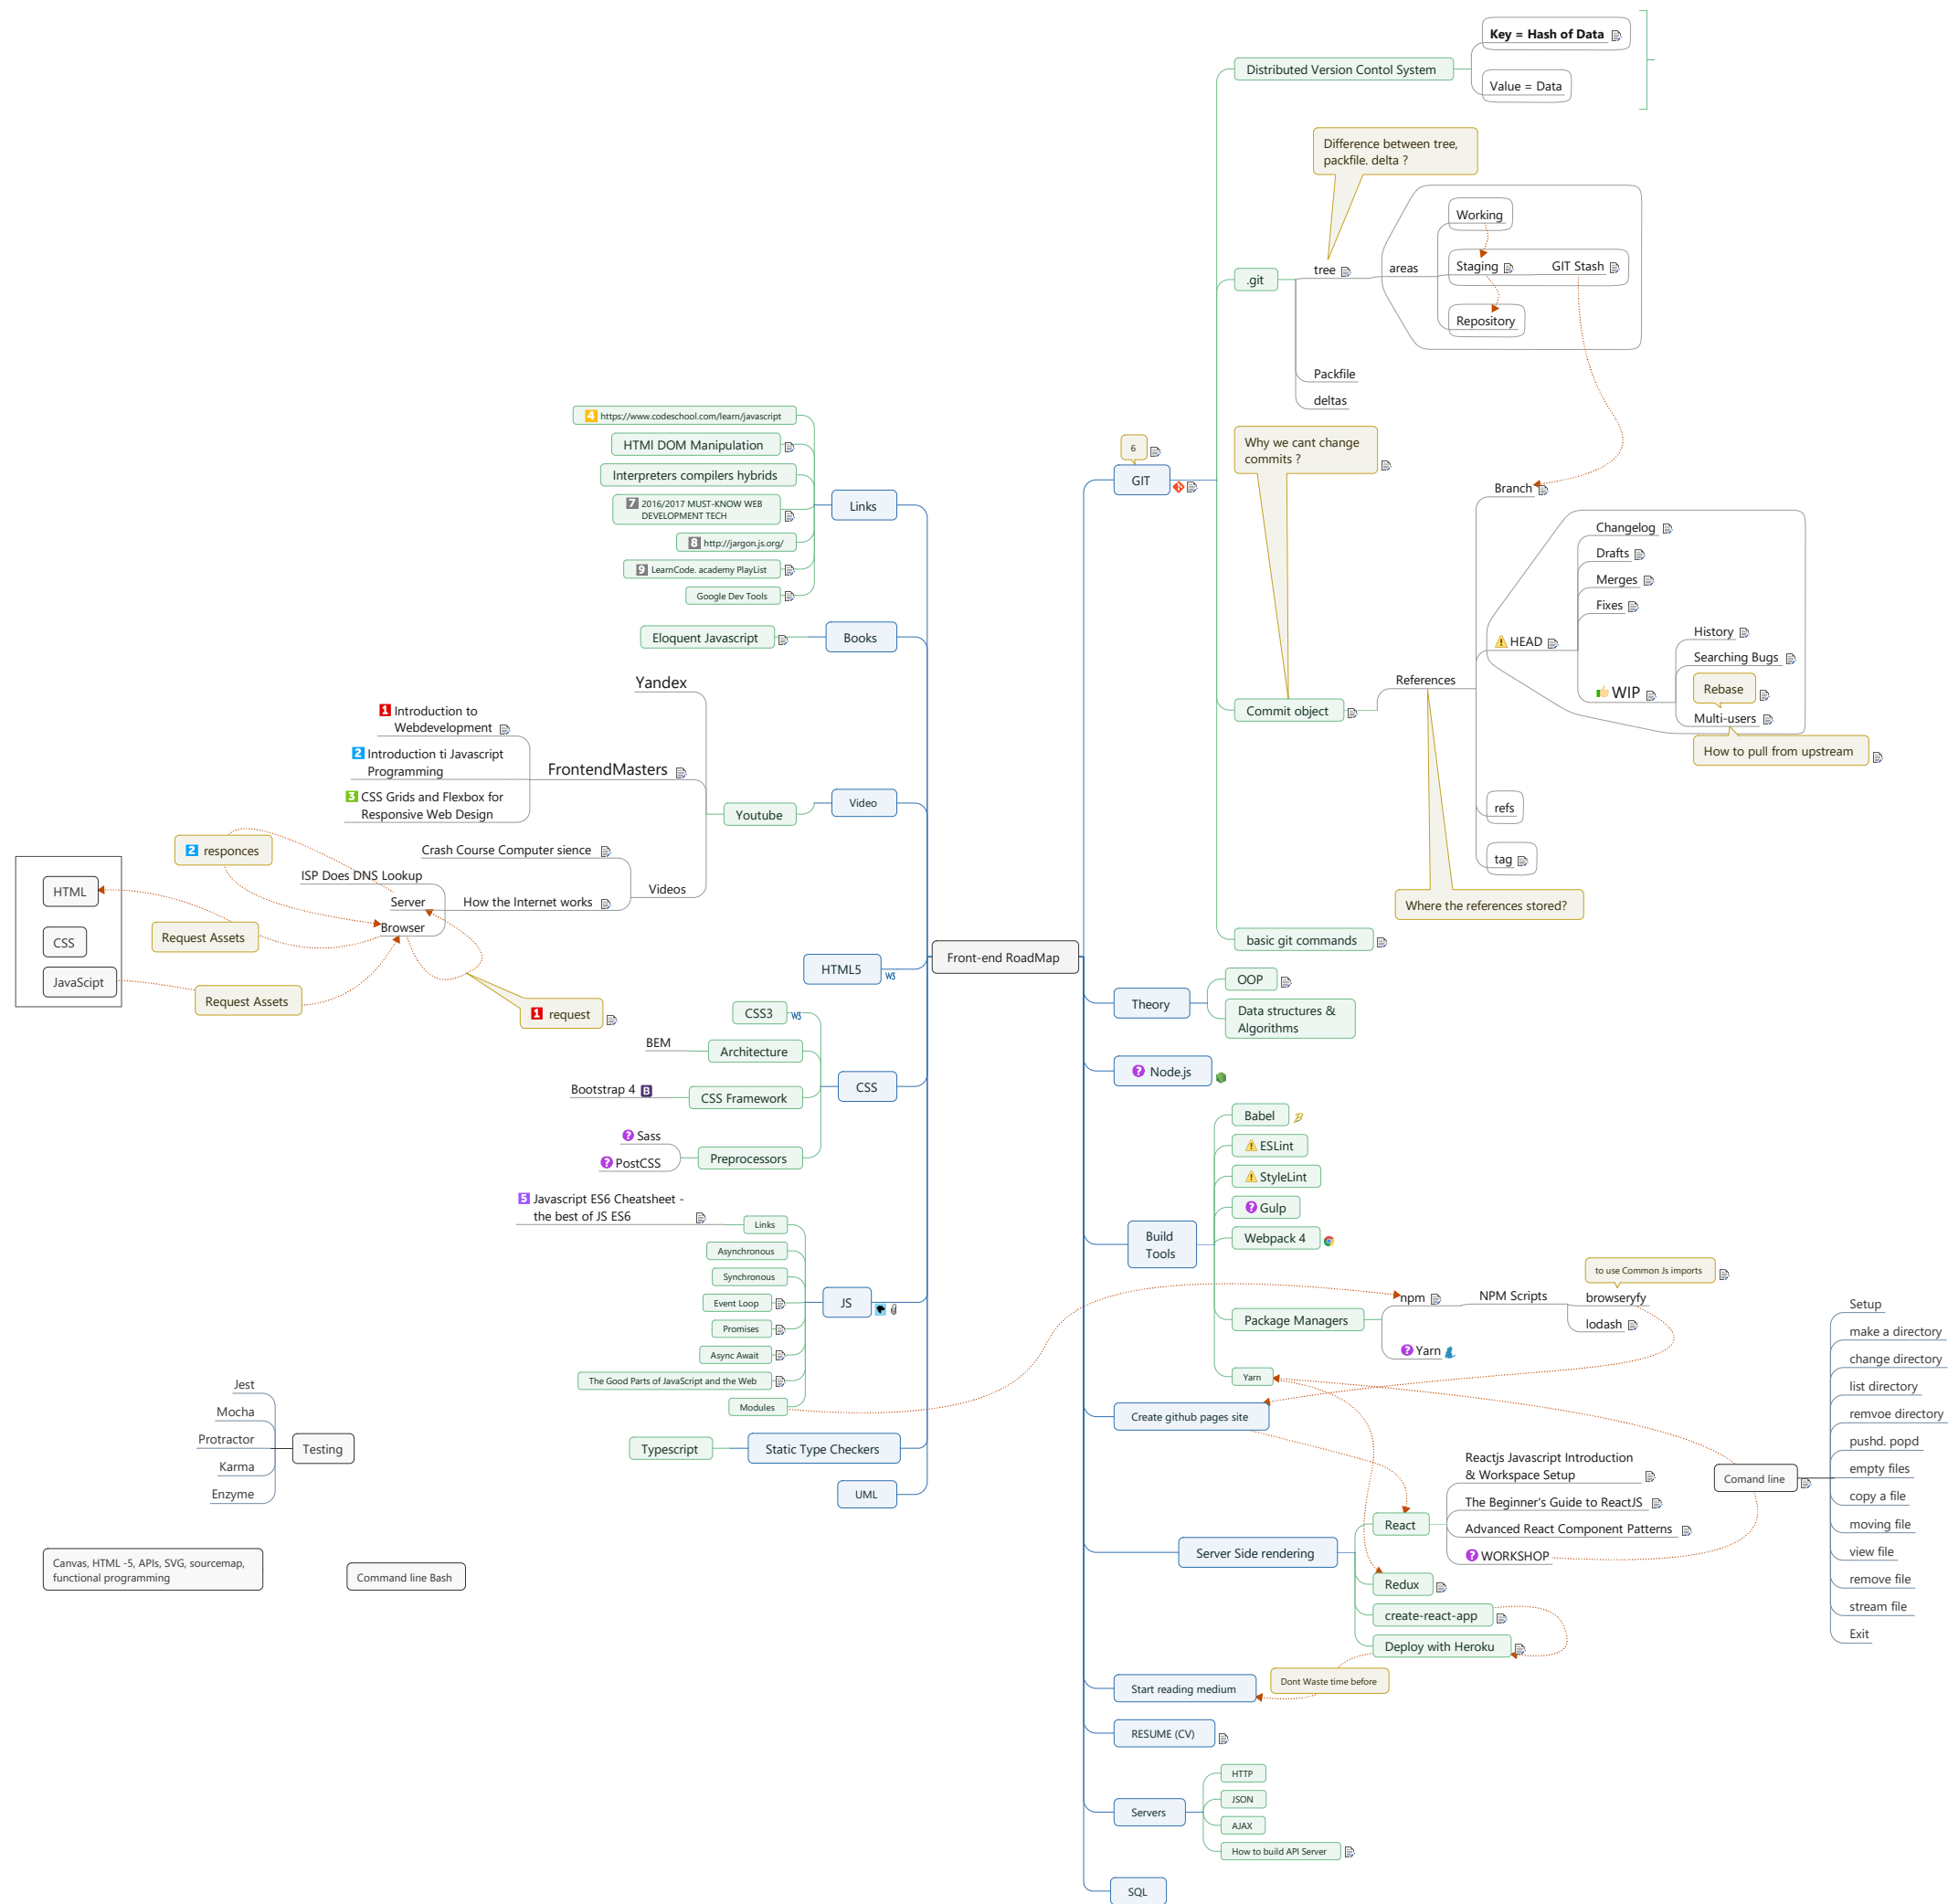 Front-end RoadMap
Links
4 https://www.codeschool.com/learn/javascript
HTMl DOM Manipulation
Interpreters compilers hybrids
7 2016/2017 MUST-KNOW WEB
DEVELOPMENT TECH
8 http://jargon.js.org/
9 LearnCode. academy PlayList
Google Dev Tools
Books
Eloquent Javascript
Video
Youtube
Yandex
FrontendMasters
1 Introduction to
Webdevelopment
2 Introduction ti Javascript
Programming
3 CSS Grids and Flexbox for
Responsive Web Design
Videos
Crash Course Computer sience
How the Internet works
ISP Does DNS Lookup
Server
Browser
2 responces
Request Assets
Request Assets
1 request
HTML
CSS
JavaScipt
HTML5
W3
CSS
CSS3
W3
Architecture
BEM
CSS Framework
Bootstrap 4 B
Preprocessors
? Sass
? PostCSS
JS
Links
5 Javascript ES6 Cheatsheet -
the best of JS ES6
Asynchronous
Synchronous
Event Loop
Promises
Async Await
The Good Parts of JavaScript and the Web
Modules
Static Type Checkers
Typescript
UML
Testing
Jest
Mocha
Protractor
Karma
Enzyme
Canvas, HTML -5, APIs, SVG, sourcemap,
functional programming
Command line Bash
6
GIT
Distributed Version Contol System
Key = Hash of Data
Value = Data
.git
Difference between tree,
packfile. delta ?
tree
areas
Working
Staging
GIT Stash
Repository
Packfile
deltas
Why we cant change
commits ?
Commit object
References
Where the references stored?
Branch
HEAD
Changelog
Drafts
Merges
Fixes
WIP
History
Searching Bugs
Rebase
Multi-users
How to pull from upstream
refs
tag
basic git commands
Theory
OOP
Data structures &
Algorithms
? Node.js
Build
Tools
Babel
! ESLint
! StyleLint
? Gulp
Webpack 4
Package Managers
npm
NPM Scripts
to use Common Js imports
browseryfy
lodash
? Yarn
Yarn
Create github pages site
Server Side rendering
React
Reactjs Javascript Introduction
& Workspace Setup
The Beginner's Guide to ReactJS
Advanced React Component Patterns
? WORKSHOP
Redux
create-react-app
Deploy with Heroku
Dont Waste time before
Start reading medium
RESUME (CV)
Servers
HTTP
JSON
AJAX
How to build API Server
SQL
Comand line
Setup
make a directory
change directory
list directory
remvoe directory
pushd. popd
empty files
copy a file
moving file
view file
remove file
stream file
Exit